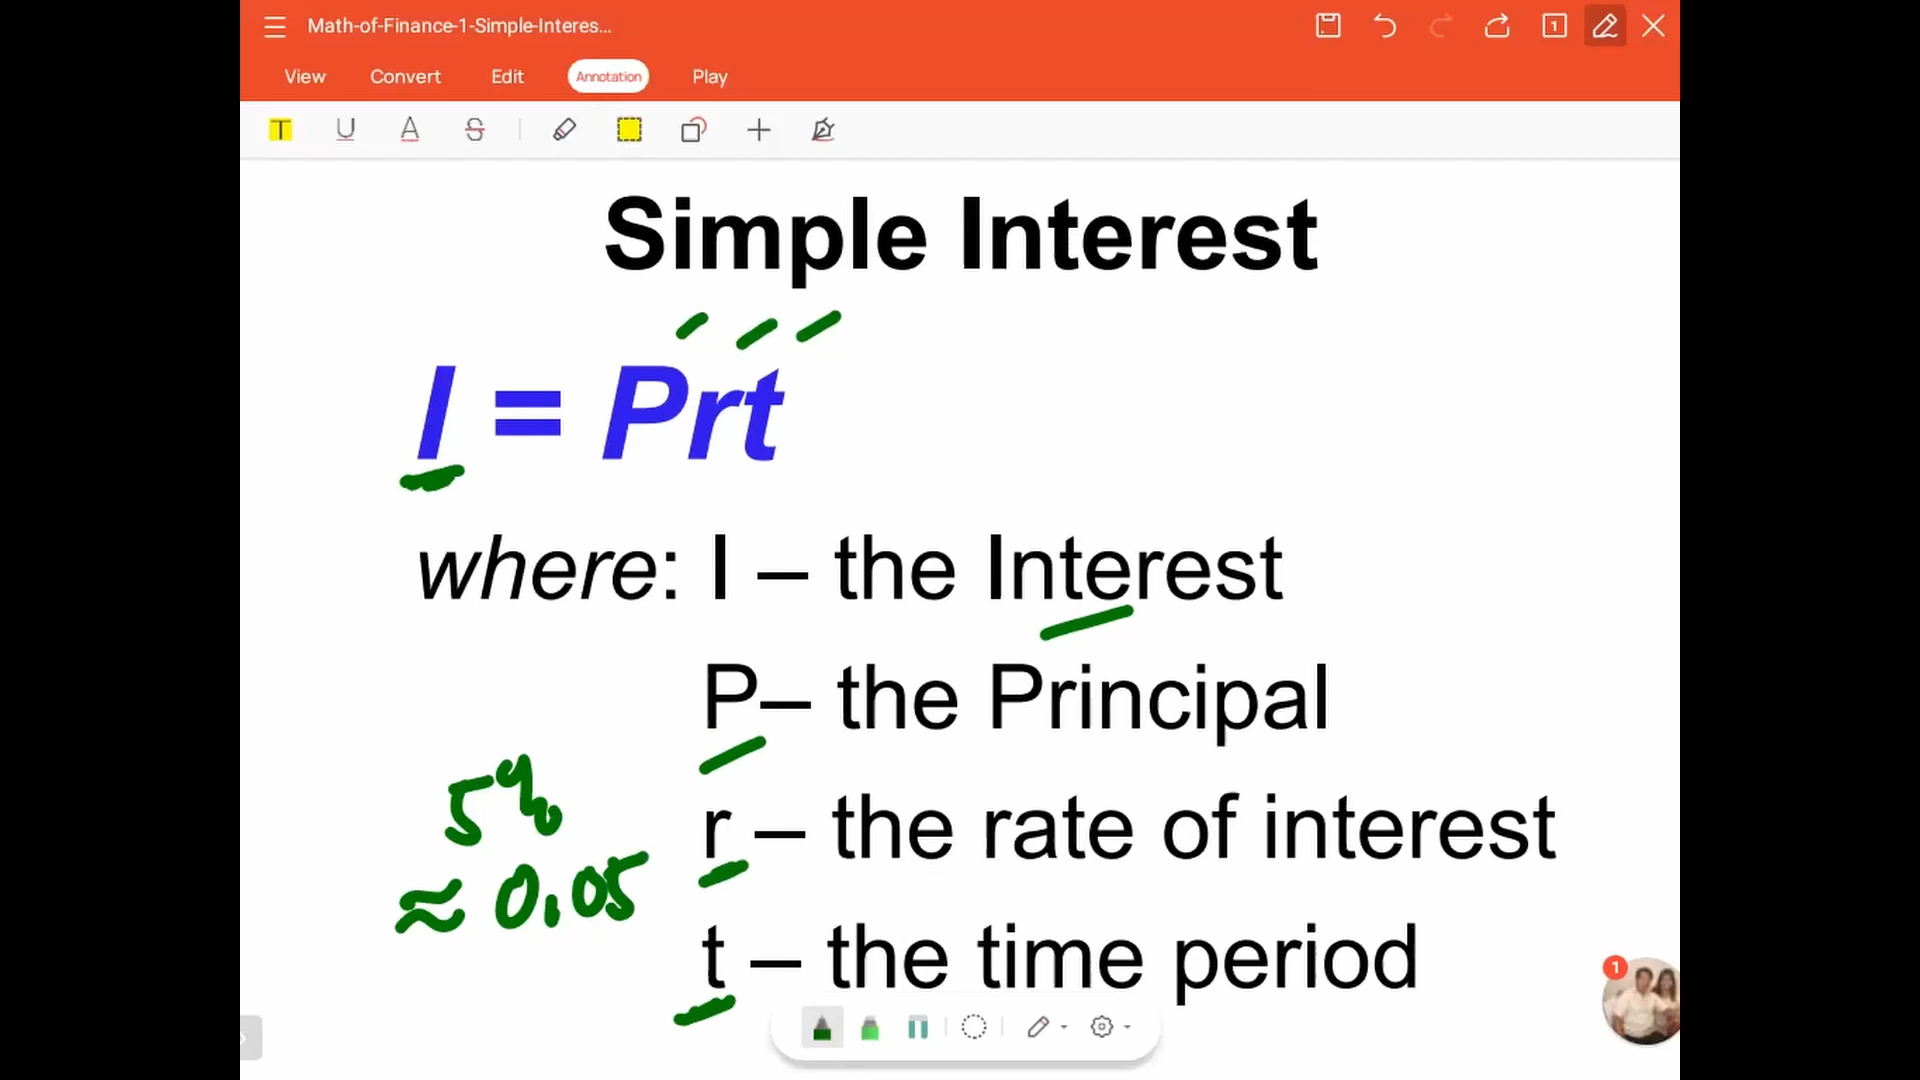 Math-of-Finance-1-Simple-Interes...
1
View Convert Edit Annotation Play
T U A S
Simple Interest
I = Prt
where: I – the Interest
P– the Principal
5%
r – the rate of interest
≈ 0.05
t – the time period
1